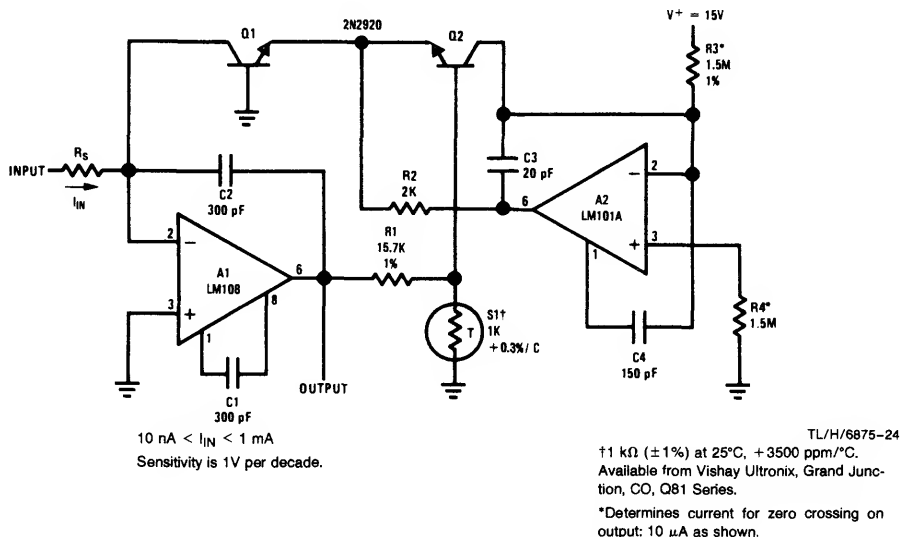 V+ = 15V
Q1
2N2920
Q2
R3*
1.5M
1%
INPUT
RS
IIN
C2
300 pF
R2
2K
C3
20 pF
6
A2
LM101A
2
−
3
+
1
2
−
A1
LM108
6
3
+
8
1
R1
15.7K
1%
S1†
1K
+0.3%/ C
T
R4*
1.5M
C4
150 pF
C1
300 pF
OUTPUT
10 nA < IIN < 1 mA
Sensitivity is 1V per decade.
TL/H/6875–24
†1 kΩ (±1%) at 25°C, +3500 ppm/°C.
Available from Vishay Ultronix, Grand Junc-
tion, CO, Q81 Series.
*Determines current for zero crossing on
output: 10 μA as shown.